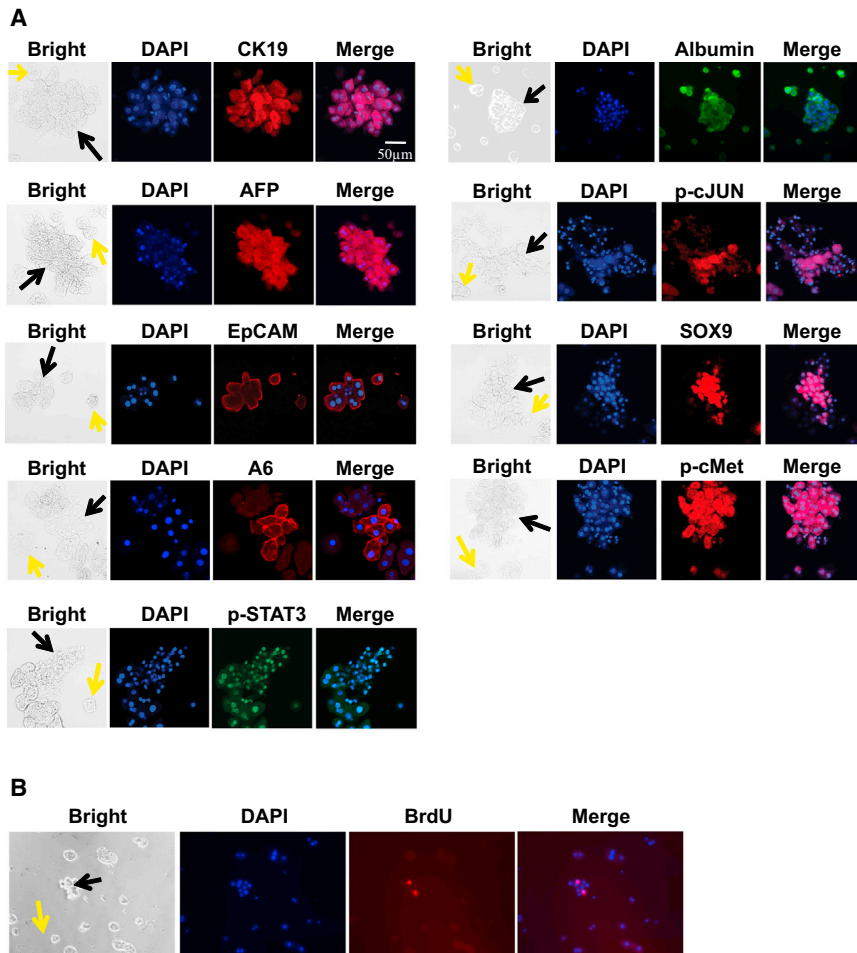 A
Bright DAPI CK19 Merge
50µm
Bright DAPI Albumin Merge
Bright DAPI AFP Merge
Bright DAPI p-cJUN Merge
Bright DAPI EpCAM Merge
Bright DAPI SOX9 Merge
Bright DAPI A6 Merge
Bright DAPI p-cMet Merge
Bright DAPI p-STAT3 Merge
B
Bright DAPI BrdU Merge